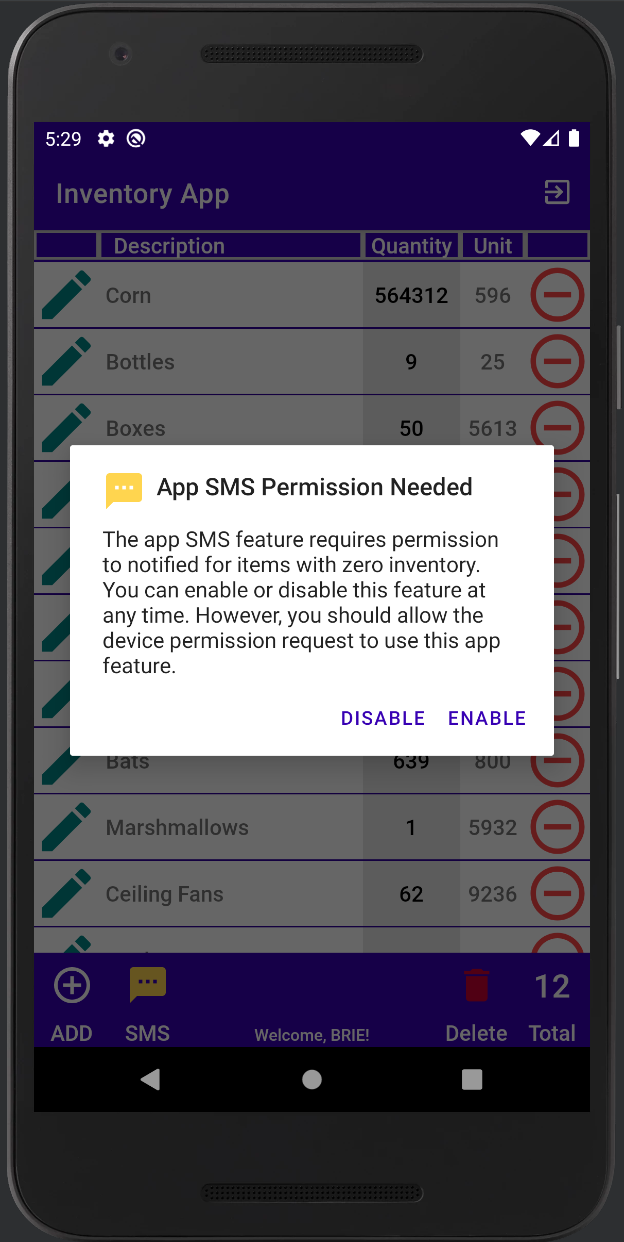 5:29
Inventory App
Description Quantity Unit
Corn 564312 596
Bottles 9 25
Boxes 50 5613
App SMS Permission Needed
The app SMS feature requires permission
to notified for items with zero inventory.
You can enable or disable this feature at
any time. However, you should allow the
device permission request to use this app
feature.
DISABLE ENABLE
Bats 639 800
Marshmallows 1 5932
Ceiling Fans 62 9236
12
ADD SMS Welcome, BRIE! Delete Total